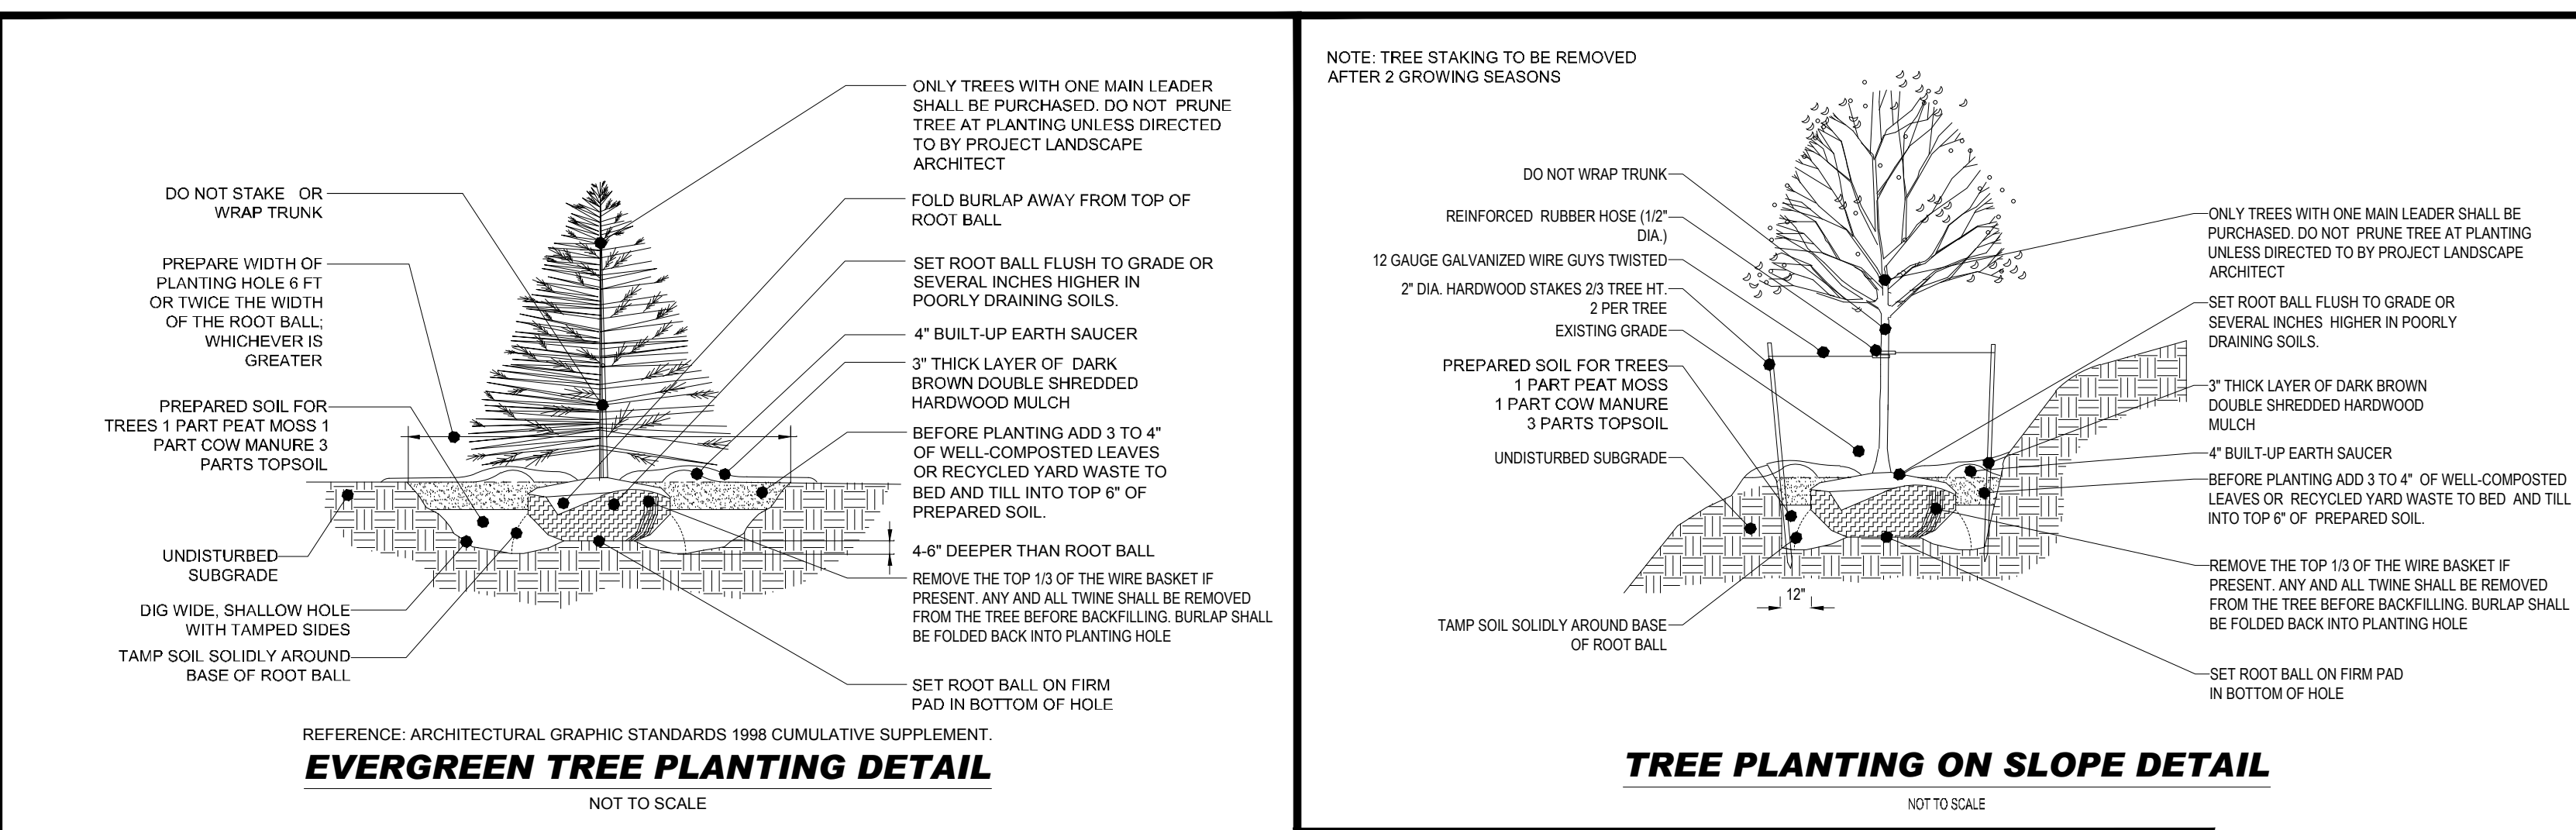 DO NOT STAKE OR
WRAP TRUNK
PREPARE WIDTH OF
PLANTING HOLE 6 FT
OR TWICE THE WIDTH
OF THE ROOT BALL;
WHICHEVER IS
GREATER
PREPARED SOIL FOR
TREES 1 PART PEAT MOSS 1
PART COW MANURE 3
PARTS TOPSOIL
UNDISTURBED
SUBGRADE
DIG WIDE, SHALLOW HOLE
WITH TAMPED SIDES
TAMP SOIL SOLIDLY AROUND
BASE OF ROOT BALL
ONLY TREES WITH ONE MAIN LEADER
SHALL BE PURCHASED. DO NOT PRUNE
TREE AT PLANTING UNLESS DIRECTED
TO BY PROJECT LANDSCAPE
ARCHITECT
FOLD BURLAP AWAY FROM TOP OF
ROOT BALL
SET ROOT BALL FLUSH TO GRADE OR
SEVERAL INCHES HIGHER IN
POORLY DRAINING SOILS.
4" BUILT-UP EARTH SAUCER
3" THICK LAYER OF DARK
BROWN DOUBLE SHREDDED
HARDWOOD MULCH
BEFORE PLANTING ADD 3 TO 4"
OF WELL-COMPOSTED LEAVES
OR RECYCLED YARD WASTE TO
BED AND TILL INTO TOP 6" OF
PREPARED SOIL.
4-6" DEEPER THAN ROOT BALL
REMOVE THE TOP 1/3 OF THE WIRE BASKET IF
PRESENT. ANY AND ALL TWINE SHALL BE REMOVED
FROM THE TREE BEFORE BACKFILLING. BURLAP SHALL
BE FOLDED BACK INTO PLANTING HOLE
SET ROOT BALL ON FIRM
PAD IN BOTTOM OF HOLE
REFERENCE: ARCHITECTURAL GRAPHIC STANDARDS 1998 CUMULATIVE SUPPLEMENT.
EVERGREEN TREE PLANTING DETAIL
NOT TO SCALE
NOTE: TREE STAKING TO BE REMOVED
AFTER 2 GROWING SEASONS
DO NOT WRAP TRUNK
REINFORCED RUBBER HOSE (1/2"
DIA.)
12 GAUGE GALVANIZED WIRE GUYS TWISTED
2" DIA. HARDWOOD STAKES 2/3 TREE HT.
2 PER TREE
EXISTING GRADE
PREPARED SOIL FOR TREES
1 PART PEAT MOSS
1 PART COW MANURE
3 PARTS TOPSOIL
UNDISTURBED SUBGRADE
12"
TAMP SOIL SOLIDLY AROUND BASE
OF ROOT BALL
ONLY TREES WITH ONE MAIN LEADER SHALL BE
PURCHASED. DO NOT PRUNE TREE AT PLANTING
UNLESS DIRECTED TO BY PROJECT LANDSCAPE
ARCHITECT
SET ROOT BALL FLUSH TO GRADE OR
SEVERAL INCHES HIGHER IN POORLY
DRAINING SOILS.
3" THICK LAYER OF DARK BROWN
DOUBLE SHREDDED HARDWOOD
MULCH
4" BUILT-UP EARTH SAUCER
BEFORE PLANTING ADD 3 TO 4" OF WELL-COMPOSTED
LEAVES OR RECYCLED YARD WASTE TO BED AND TILL
INTO TOP 6" OF PREPARED SOIL.
REMOVE THE TOP 1/3 OF THE WIRE BASKET IF
PRESENT. ANY AND ALL TWINE SHALL BE REMOVED
FROM THE TREE BEFORE BACKFILLING. BURLAP SHALL
BE FOLDED BACK INTO PLANTING HOLE
SET ROOT BALL ON FIRM PAD
IN BOTTOM OF HOLE
TREE PLANTING ON SLOPE DETAIL
NOT TO SCALE